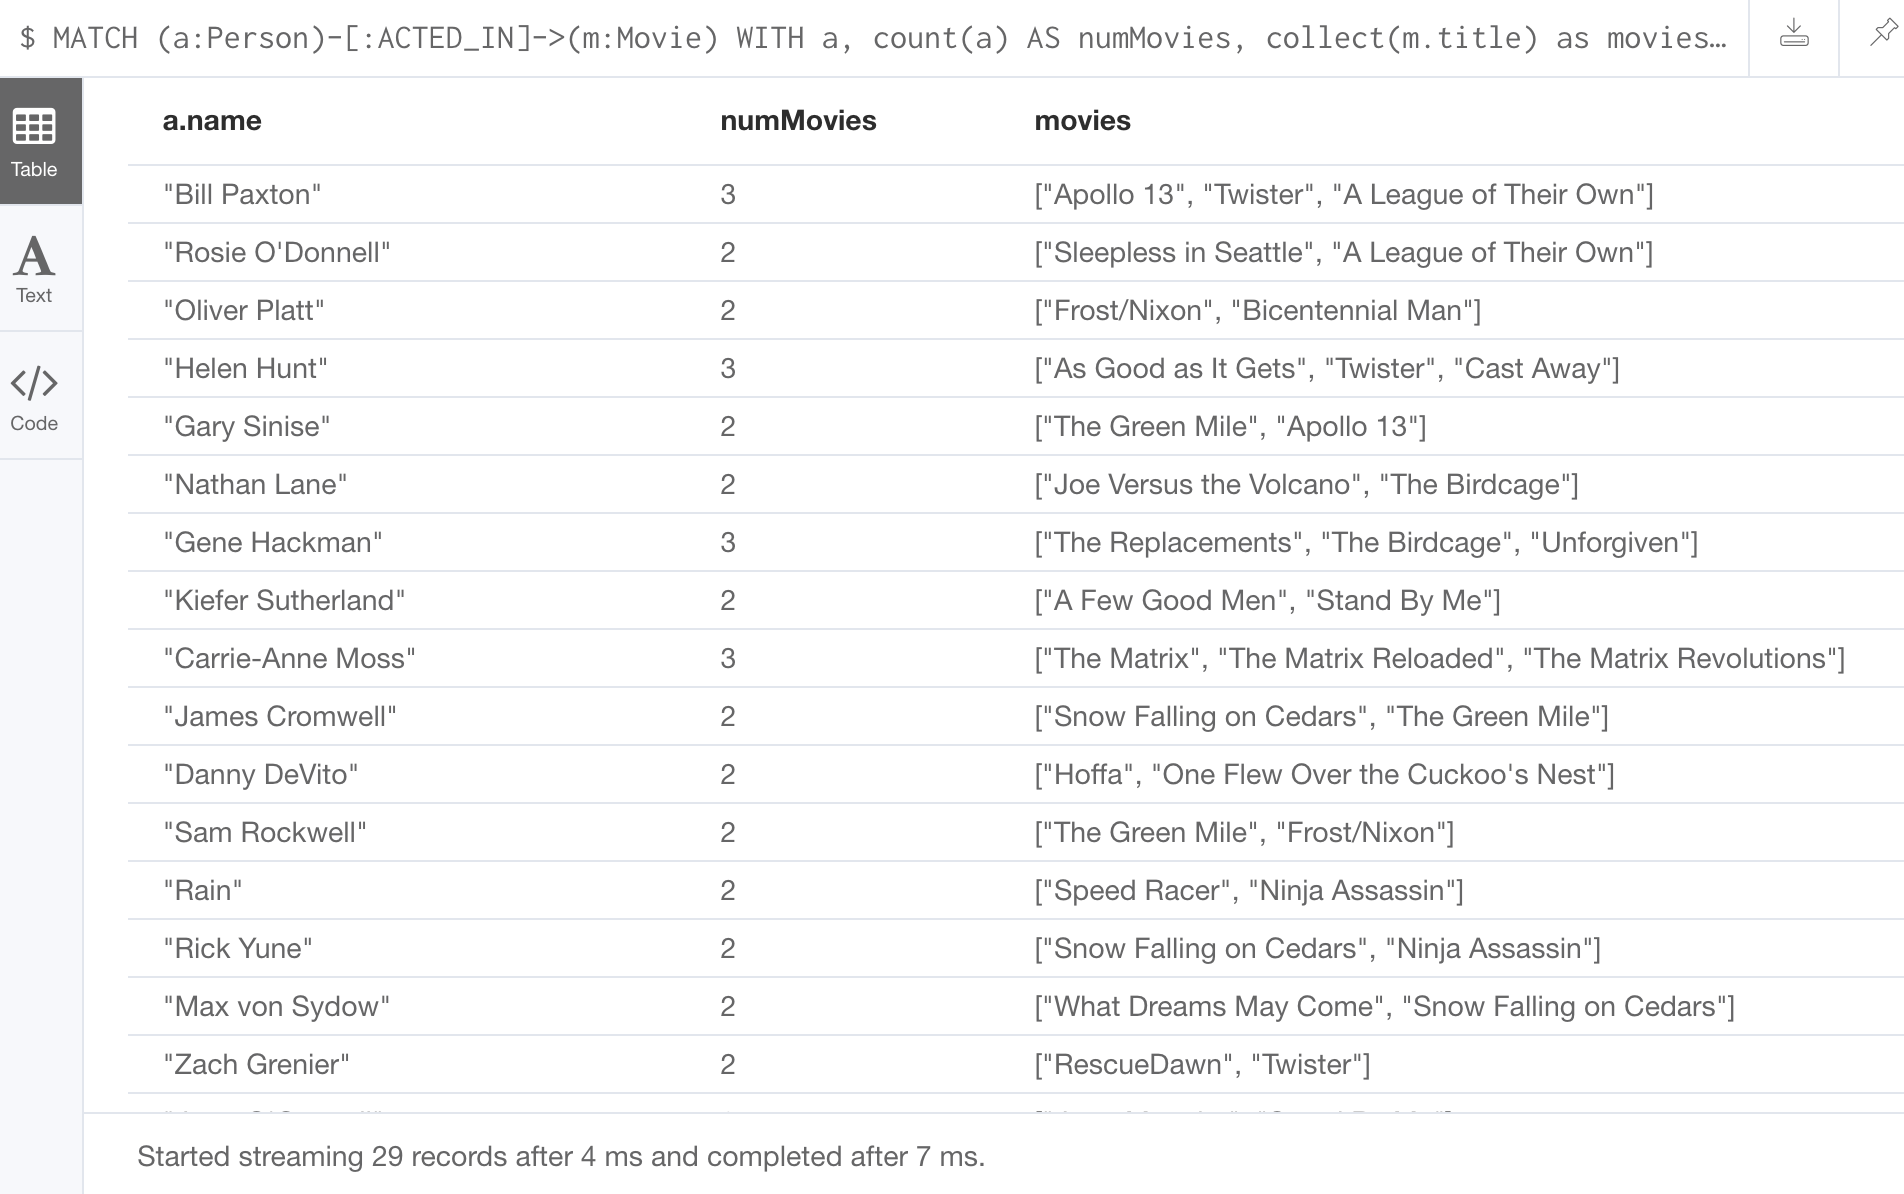 $ MATCH (a:Person)-[:ACTED_IN]->(m:Movie) WITH a, count(a) AS numMovies, collect(m.title) as movies…
Table
Text
Code
a.name numMovies movies
"Bill Paxton" 3 ["Apollo 13", "Twister", "A League of Their Own"]
"Rosie O'Donnell" 2 ["Sleepless in Seattle", "A League of Their Own"]
"Oliver Platt" 2 ["Frost/Nixon", "Bicentennial Man"]
"Helen Hunt" 3 ["As Good as It Gets", "Twister", "Cast Away"]
"Gary Sinise" 2 ["The Green Mile", "Apollo 13"]
"Nathan Lane" 2 ["Joe Versus the Volcano", "The Birdcage"]
"Gene Hackman" 3 ["The Replacements", "The Birdcage", "Unforgiven"]
"Kiefer Sutherland" 2 ["A Few Good Men", "Stand By Me"]
"Carrie-Anne Moss" 3 ["The Matrix", "The Matrix Reloaded", "The Matrix Revolutions"]
"James Cromwell" 2 ["Snow Falling on Cedars", "The Green Mile"]
"Danny DeVito" 2 ["Hoffa", "One Flew Over the Cuckoo's Nest"]
"Sam Rockwell" 2 ["The Green Mile", "Frost/Nixon"]
"Rain" 2 ["Speed Racer", "Ninja Assassin"]
"Rick Yune" 2 ["Snow Falling on Cedars", "Ninja Assassin"]
"Max von Sydow" 2 ["What Dreams May Come", "Snow Falling on Cedars"]
"Zach Grenier" 2 ["RescueDawn", "Twister"]
Started streaming 29 records after 4 ms and completed after 7 ms.